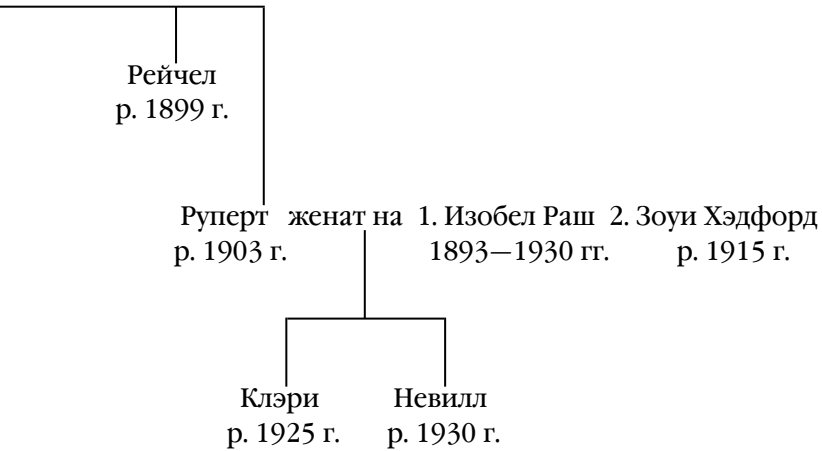 Рейчел
р. 1899 г.
Руперт женат на 1. Изобел Раш 2. Зоуи Хэдфорд
р. 1903 г. 1893—1930 гг. р. 1915 г.
Клэри Невилл
р. 1925 г. р. 1930 г.